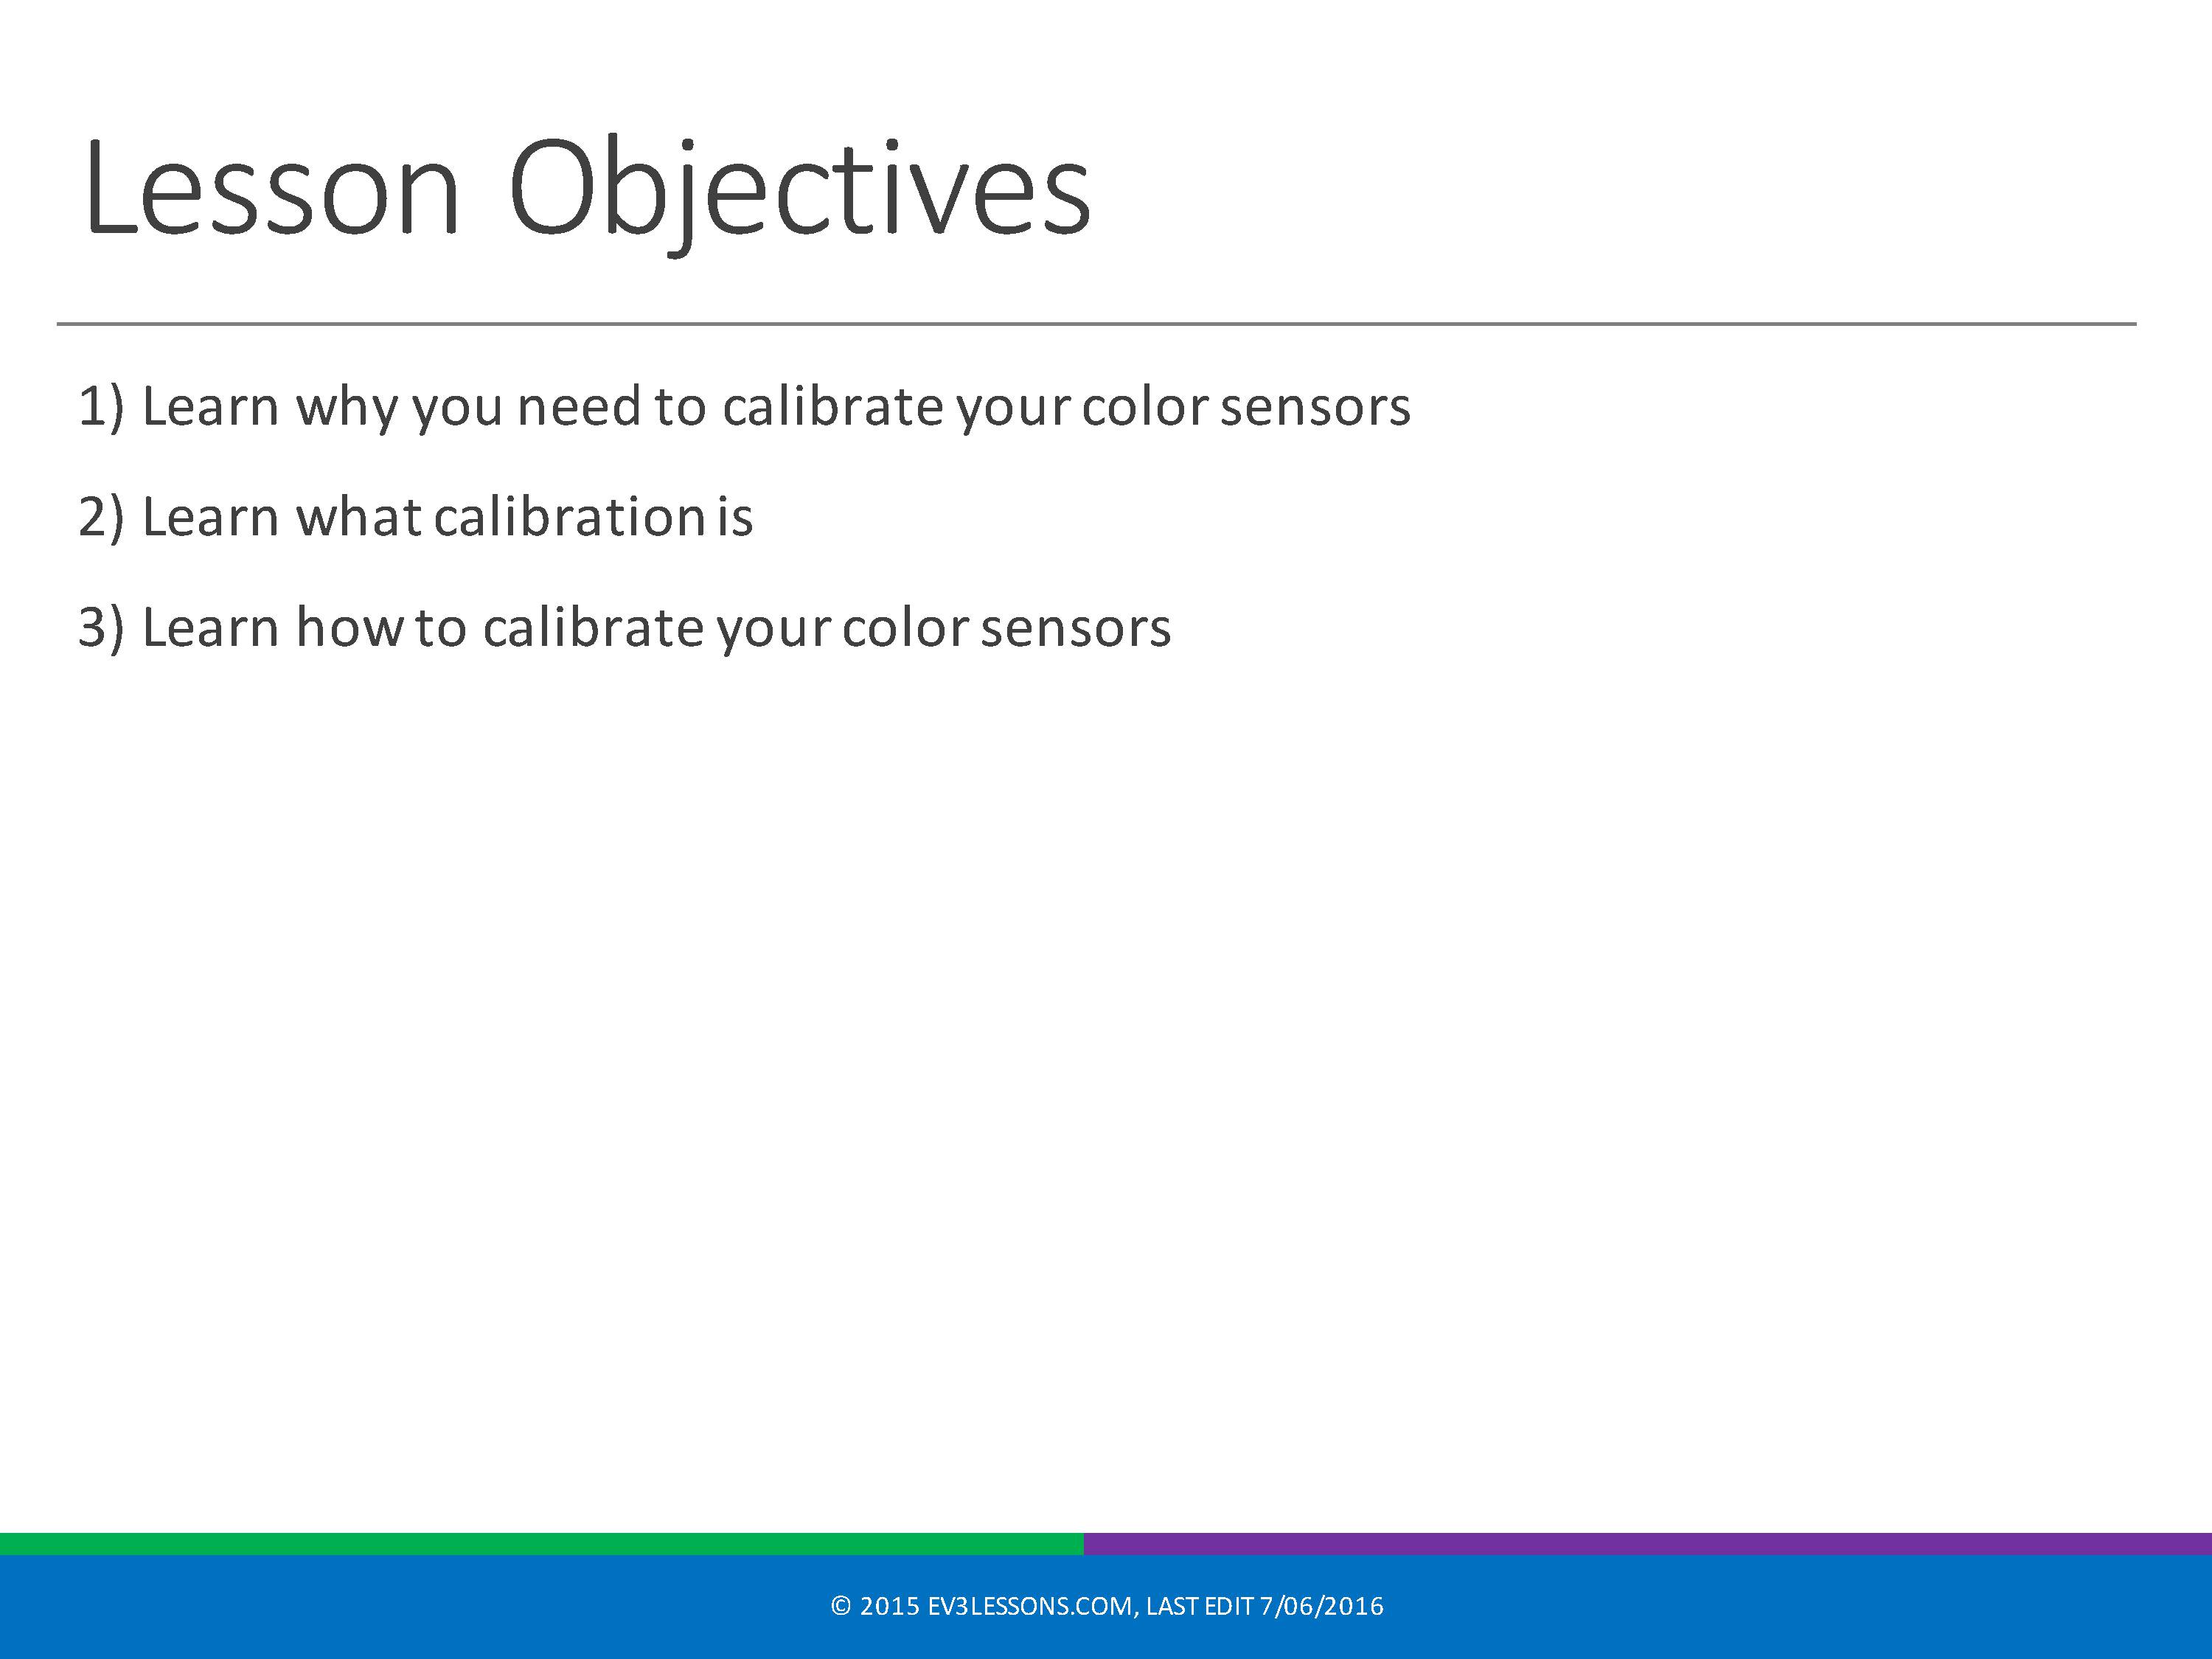 Lesson Objectives
1) Learn why you need to calibrate your color sensors
2) Learn what calibration is
3) Learn how to calibrate your color sensors
© 2015 EV3LESSONS.COM, LAST EDIT 7/06/2016